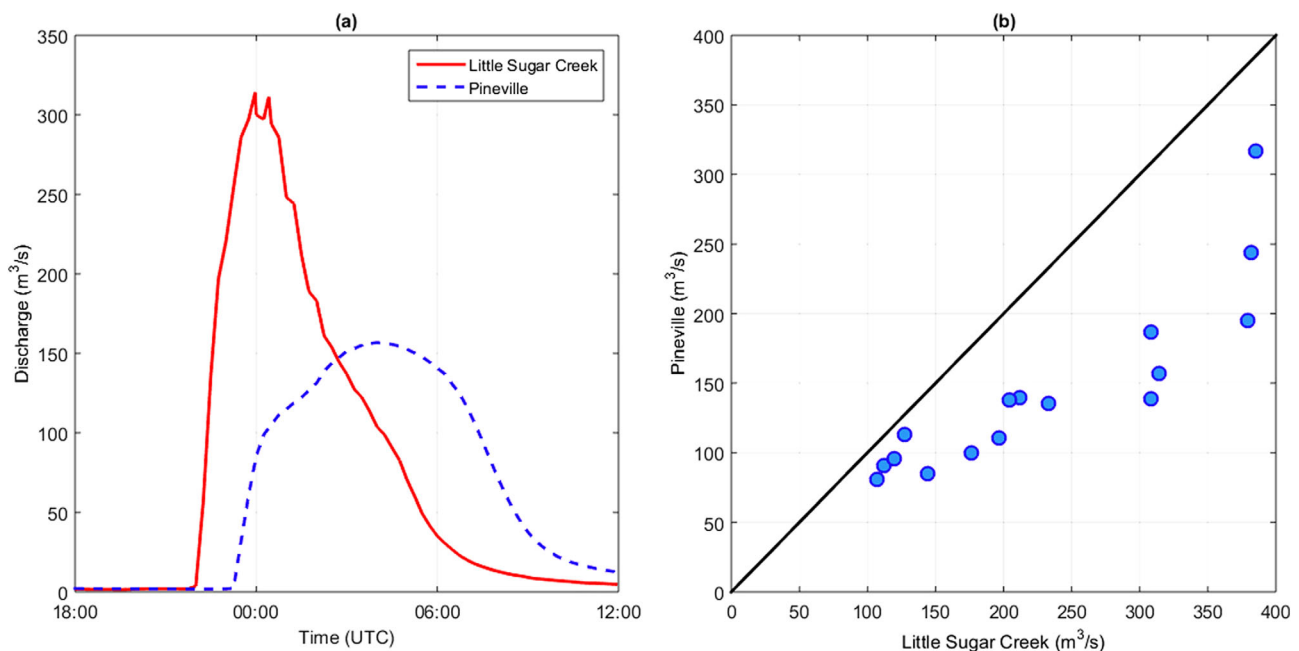 (a)
350
300
250
200
150
100
50
0
Discharge (m³/s)
18:00 00:00 06:00 12:00
Time (UTC)
Little Sugar Creek
Pineville
(b)
400
350
300
250
200
150
100
50
0
Pineville (m³/s)
0 50 100 150 200 250 300 350 400
Little Sugar Creek (m³/s)